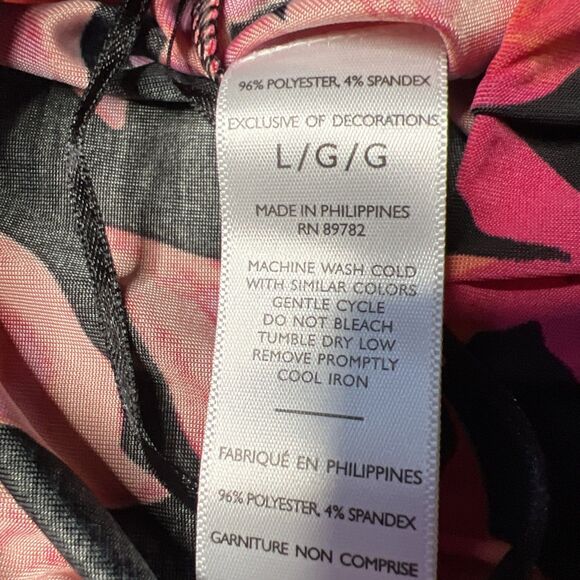 96% POLYESTER, 4% SPANDEX
EXCLUSIVE OF DECORATIONS
L/G/G
MADE IN PHILIPPINES
RN 89782
MACHINE WASH COLD
WITH SIMILAR COLORS
GENTLE CYCLE
DO NOT BLEACH
TUMBLE DRY LOW
REMOVE PROMPTLY
COOL IRON
FABRIQUÉ EN PHILIPPINES
96% POLYESTER, 4% SPANDEX
GARNITURE NON COMPRISE